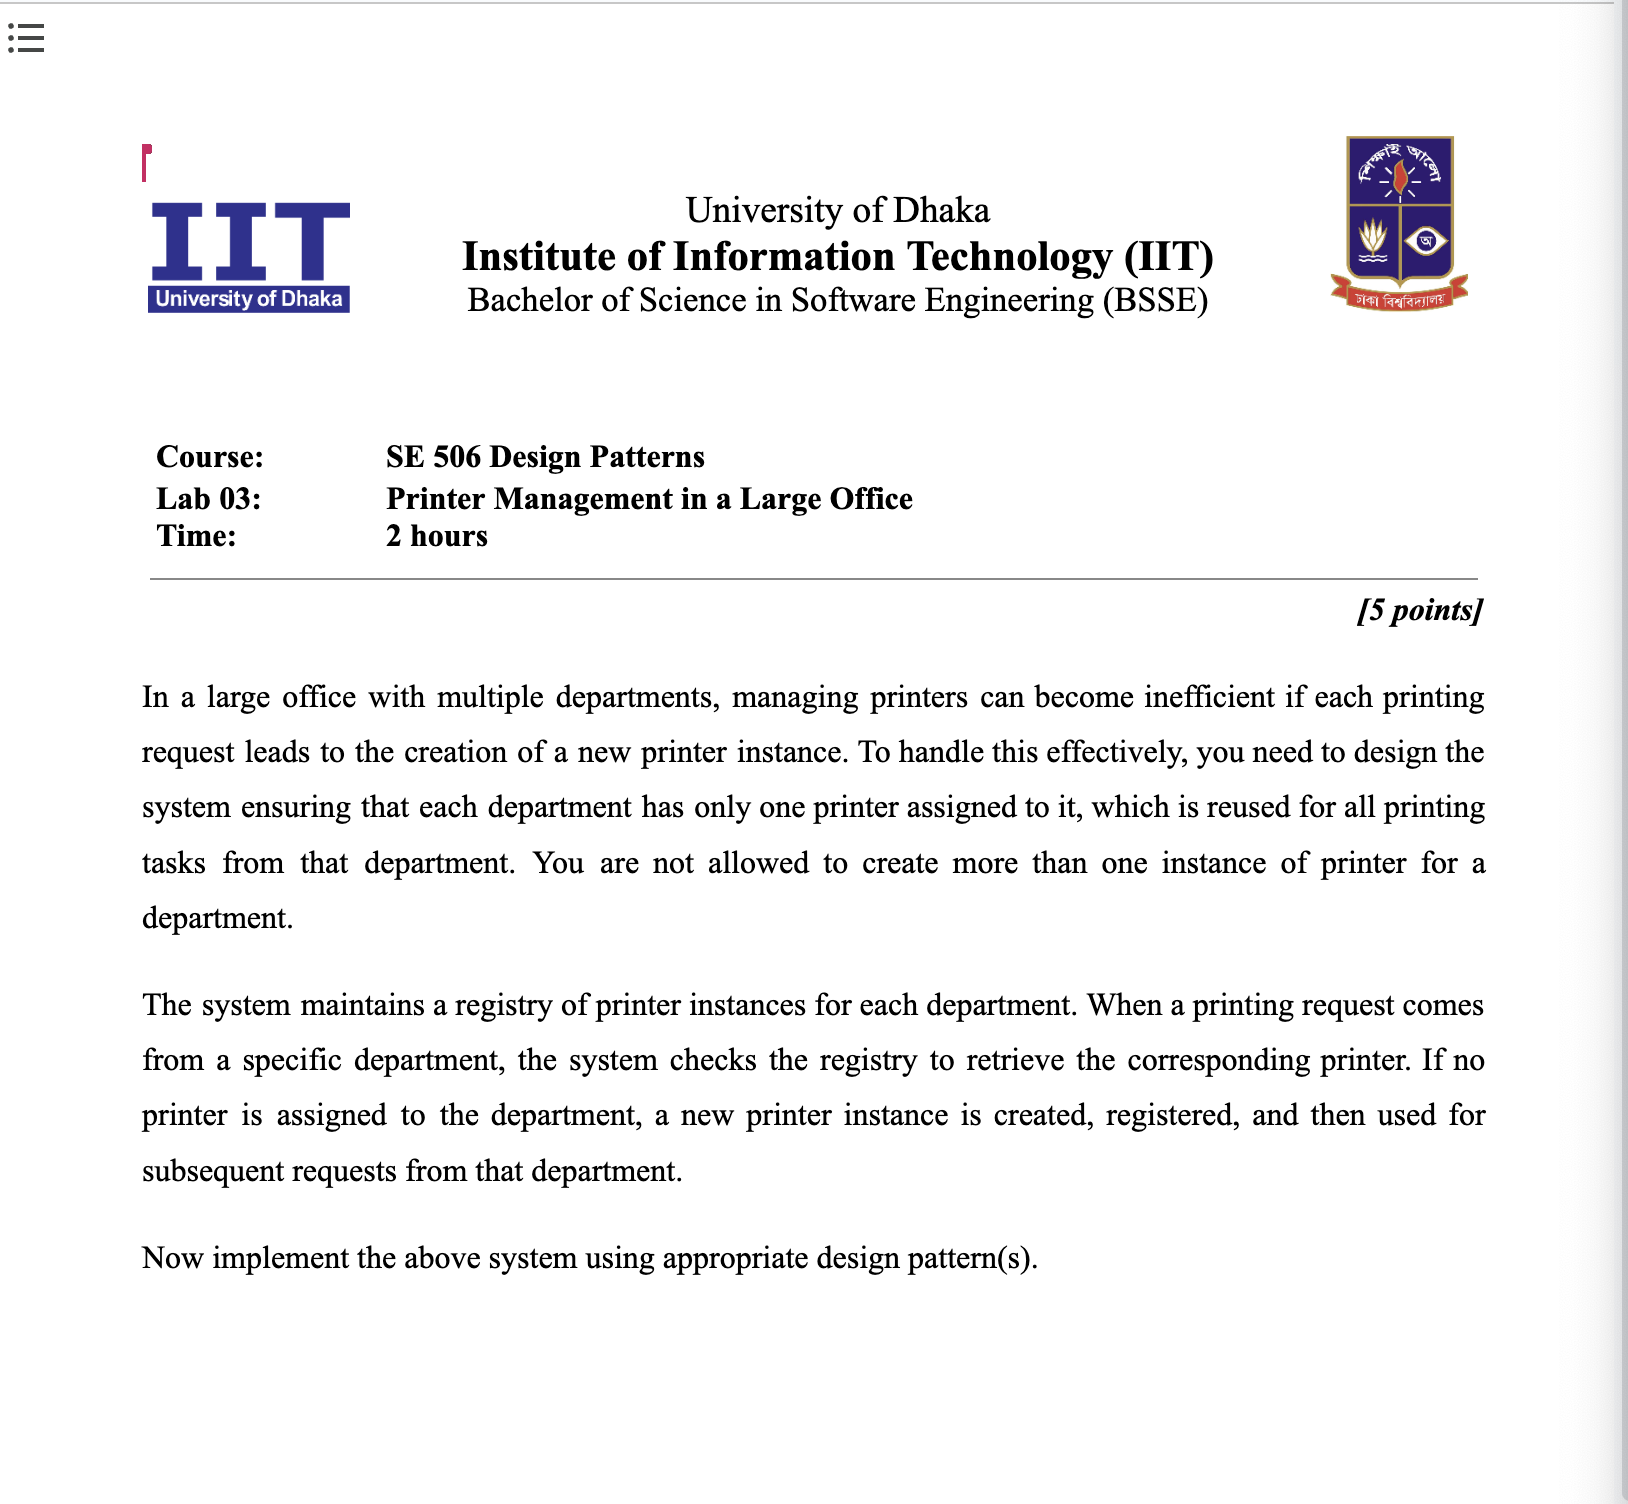 IIT
University of Dhaka
University of Dhaka
Institute of Information Technology (IIT)
Bachelor of Science in Software Engineering (BSSE)
শিক্ষাই আলো
অ
ঢাকা বিশ্ববিদ্যালয়
Course: SE 506 Design Patterns
Lab 03: Printer Management in a Large Office
Time: 2 hours
[5 points]
In a large office with multiple departments, managing printers can become inefficient if each printing
request leads to the creation of a new printer instance. To handle this effectively, you need to design the
system ensuring that each department has only one printer assigned to it, which is reused for all printing
tasks from that department. You are not allowed to create more than one instance of printer for a
department.
The system maintains a registry of printer instances for each department. When a printing request comes
from a specific department, the system checks the registry to retrieve the corresponding printer. If no
printer is assigned to the department, a new printer instance is created, registered, and then used for
subsequent requests from that department.
Now implement the above system using appropriate design pattern(s).